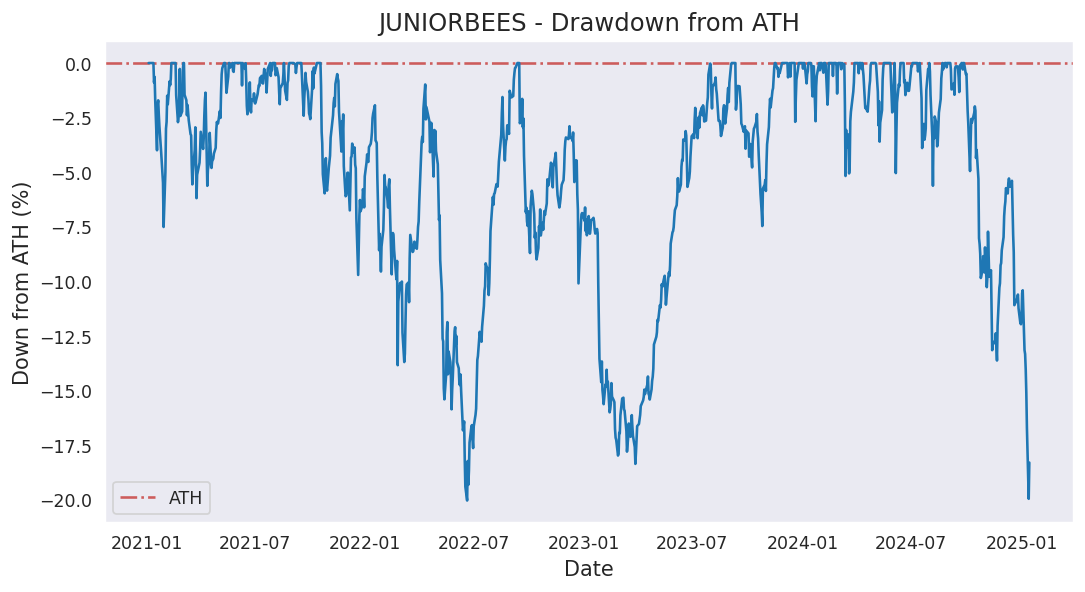 JUNIORBEES - Drawdown from ATH
Down from ATH (%)
0.0
−2.5
−5.0
−7.5
−10.0
−12.5
−15.0
−17.5
−20.0
ATH
2021-01 2021-07 2022-01 2022-07 2023-01 2023-07 2024-01 2024-07 2025-01
Date